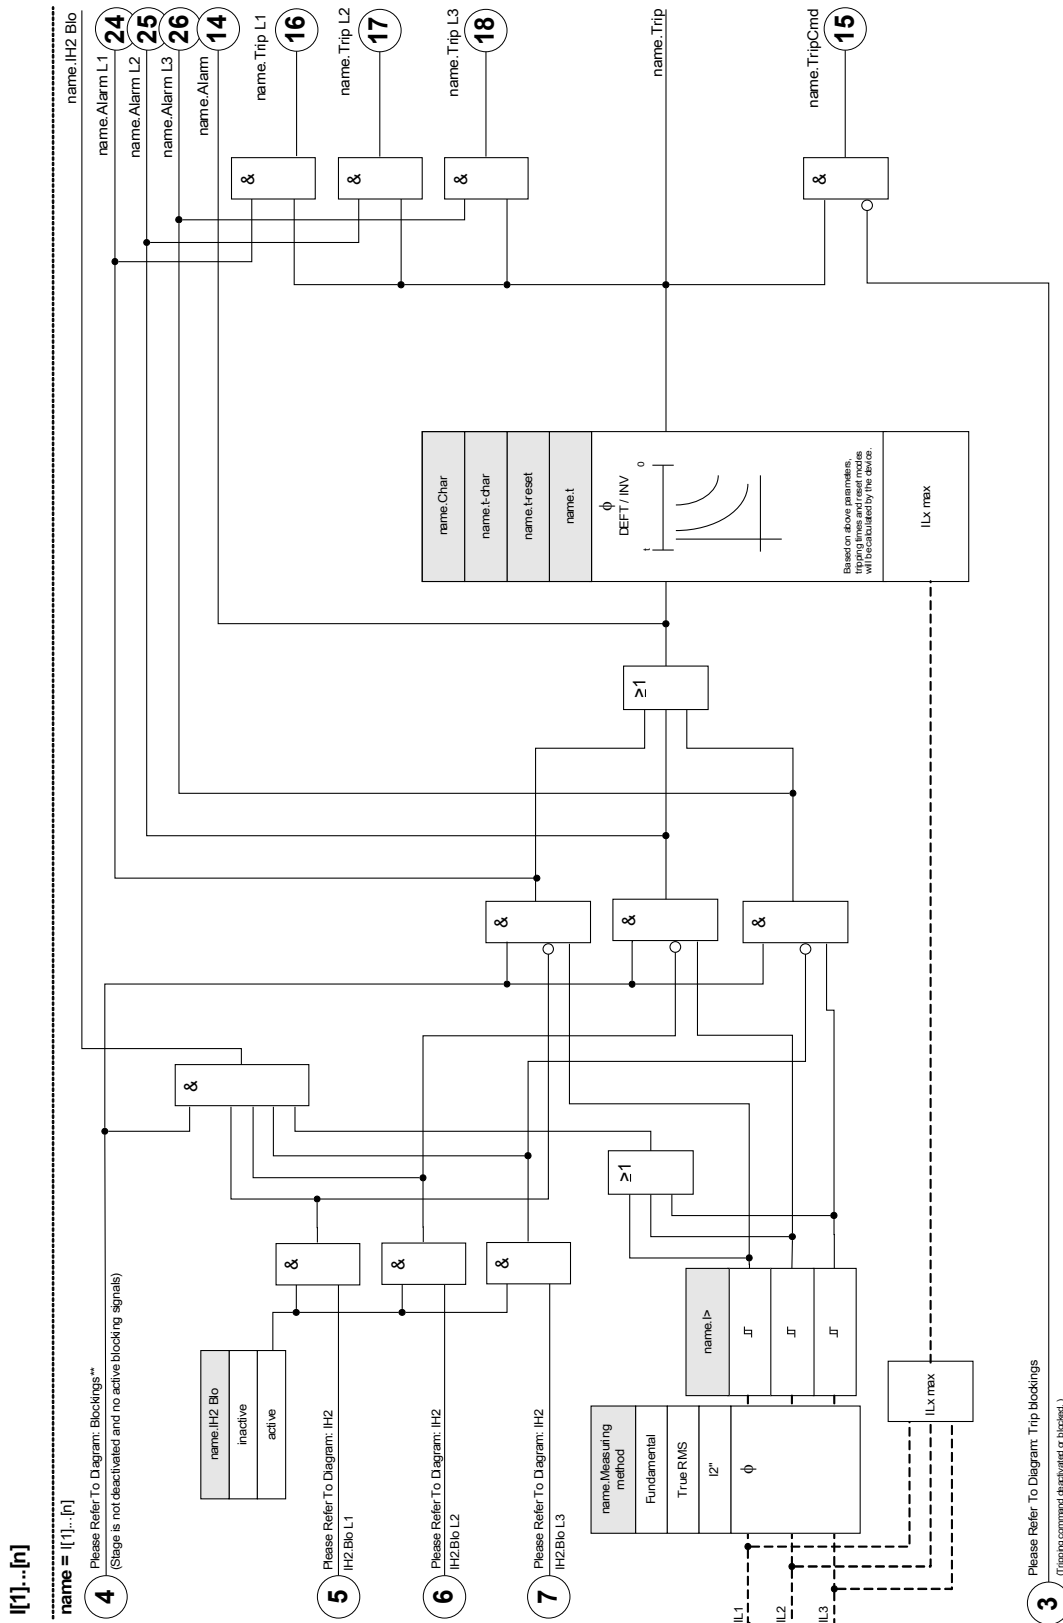 I[1]...[n]
name = I[1]...[n]
4
Please Refer To Diagram: Blockings**
(Stage is not deactivated and no active blocking signals)
name.IH2 Blo
inactive
active
5
Please Refer To Diagram: IH2
IH2.Blo L1
6
Please Refer To Diagram: IH2
IH2.Blo L2
7
Please Refer To Diagram: IH2
IH2.Blo L3
&
&
&
&
name.Measuring
method
Fundamental
True RMS
I2"
ϕ
IL1
IL2
IL3
name.I>
≥1
ILx max
&
&
&
≥1
name.Char
name.t-char
name.t-reset
name.t
ϕ
DEFT / INV
t
0
Based on above parameters,
tripping times and reset modes
will be calculated by the device.
ILx max
&
&
&
&
name.IH2 Blo
name.Alarm L1
24
name.Alarm L2
25
name.Alarm L3
26
name.Alarm
14
name.Trip L1
16
name.Trip L2
17
name.Trip L3
18
name.Trip
name.TripCmd
15
3
Please Refer To Diagram: Trip blockings
(Tripping command deactivated or blocked. )